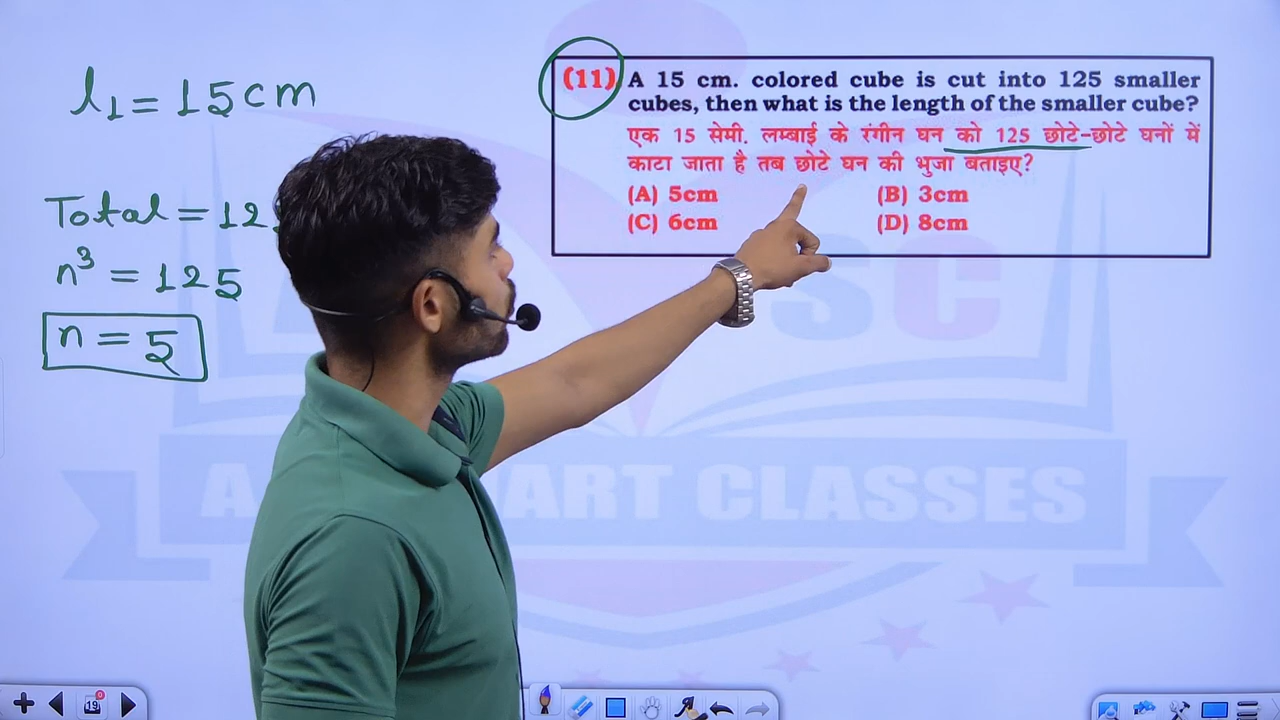 l₁ = 15cm
Total = 12
n³ = 125
n = 5
(11) A 15 cm. colored cube is cut into 125 smaller
cubes, then what is the length of the smaller cube?
एक 15 सेमी. लम्बाई के रंगीन घन को 125 छोटे-छोटे घनों में
काटा जाता है तब छोटे घन की भुजा बताइए?
(A) 5cm (B) 3cm
(C) 6cm (D) 8cm
SC
ART CLASSES
19